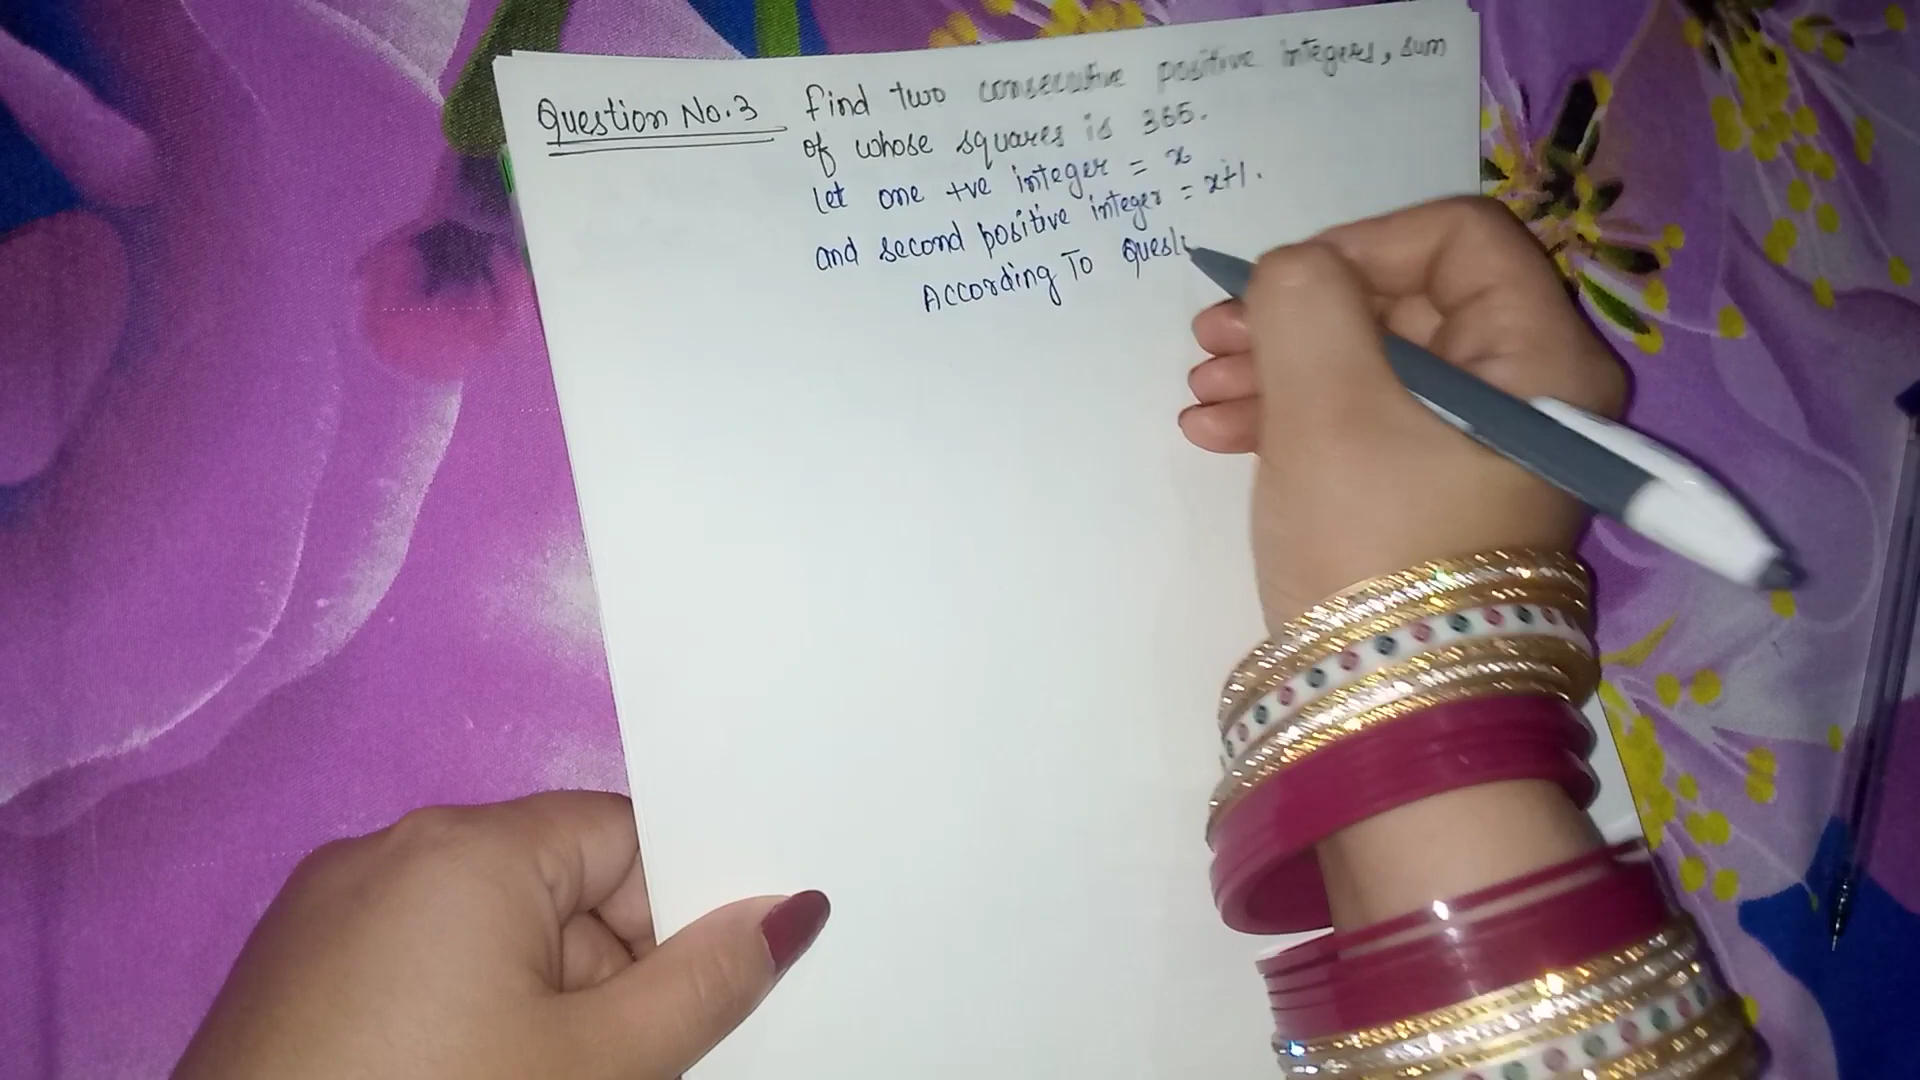 Question No.3 find two consecutive positive integers, sum
of whose squares is 365.
let one +ve integer = x
and second positive integer = x+1.
According To Questi